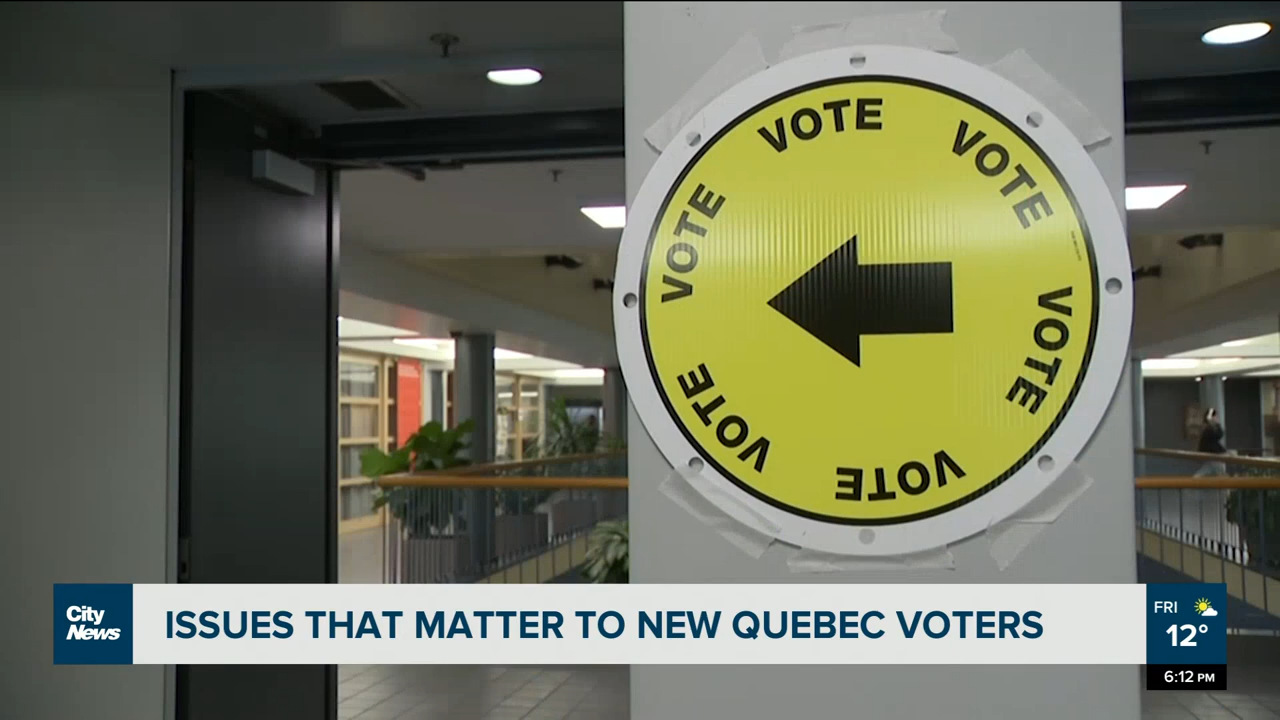 VOTE
VOTE
VOTE
VOTE
VOTE
VOTE
City
News
ISSUES THAT MATTER TO NEW QUEBEC VOTERS
FRI
12°
6:12 PM